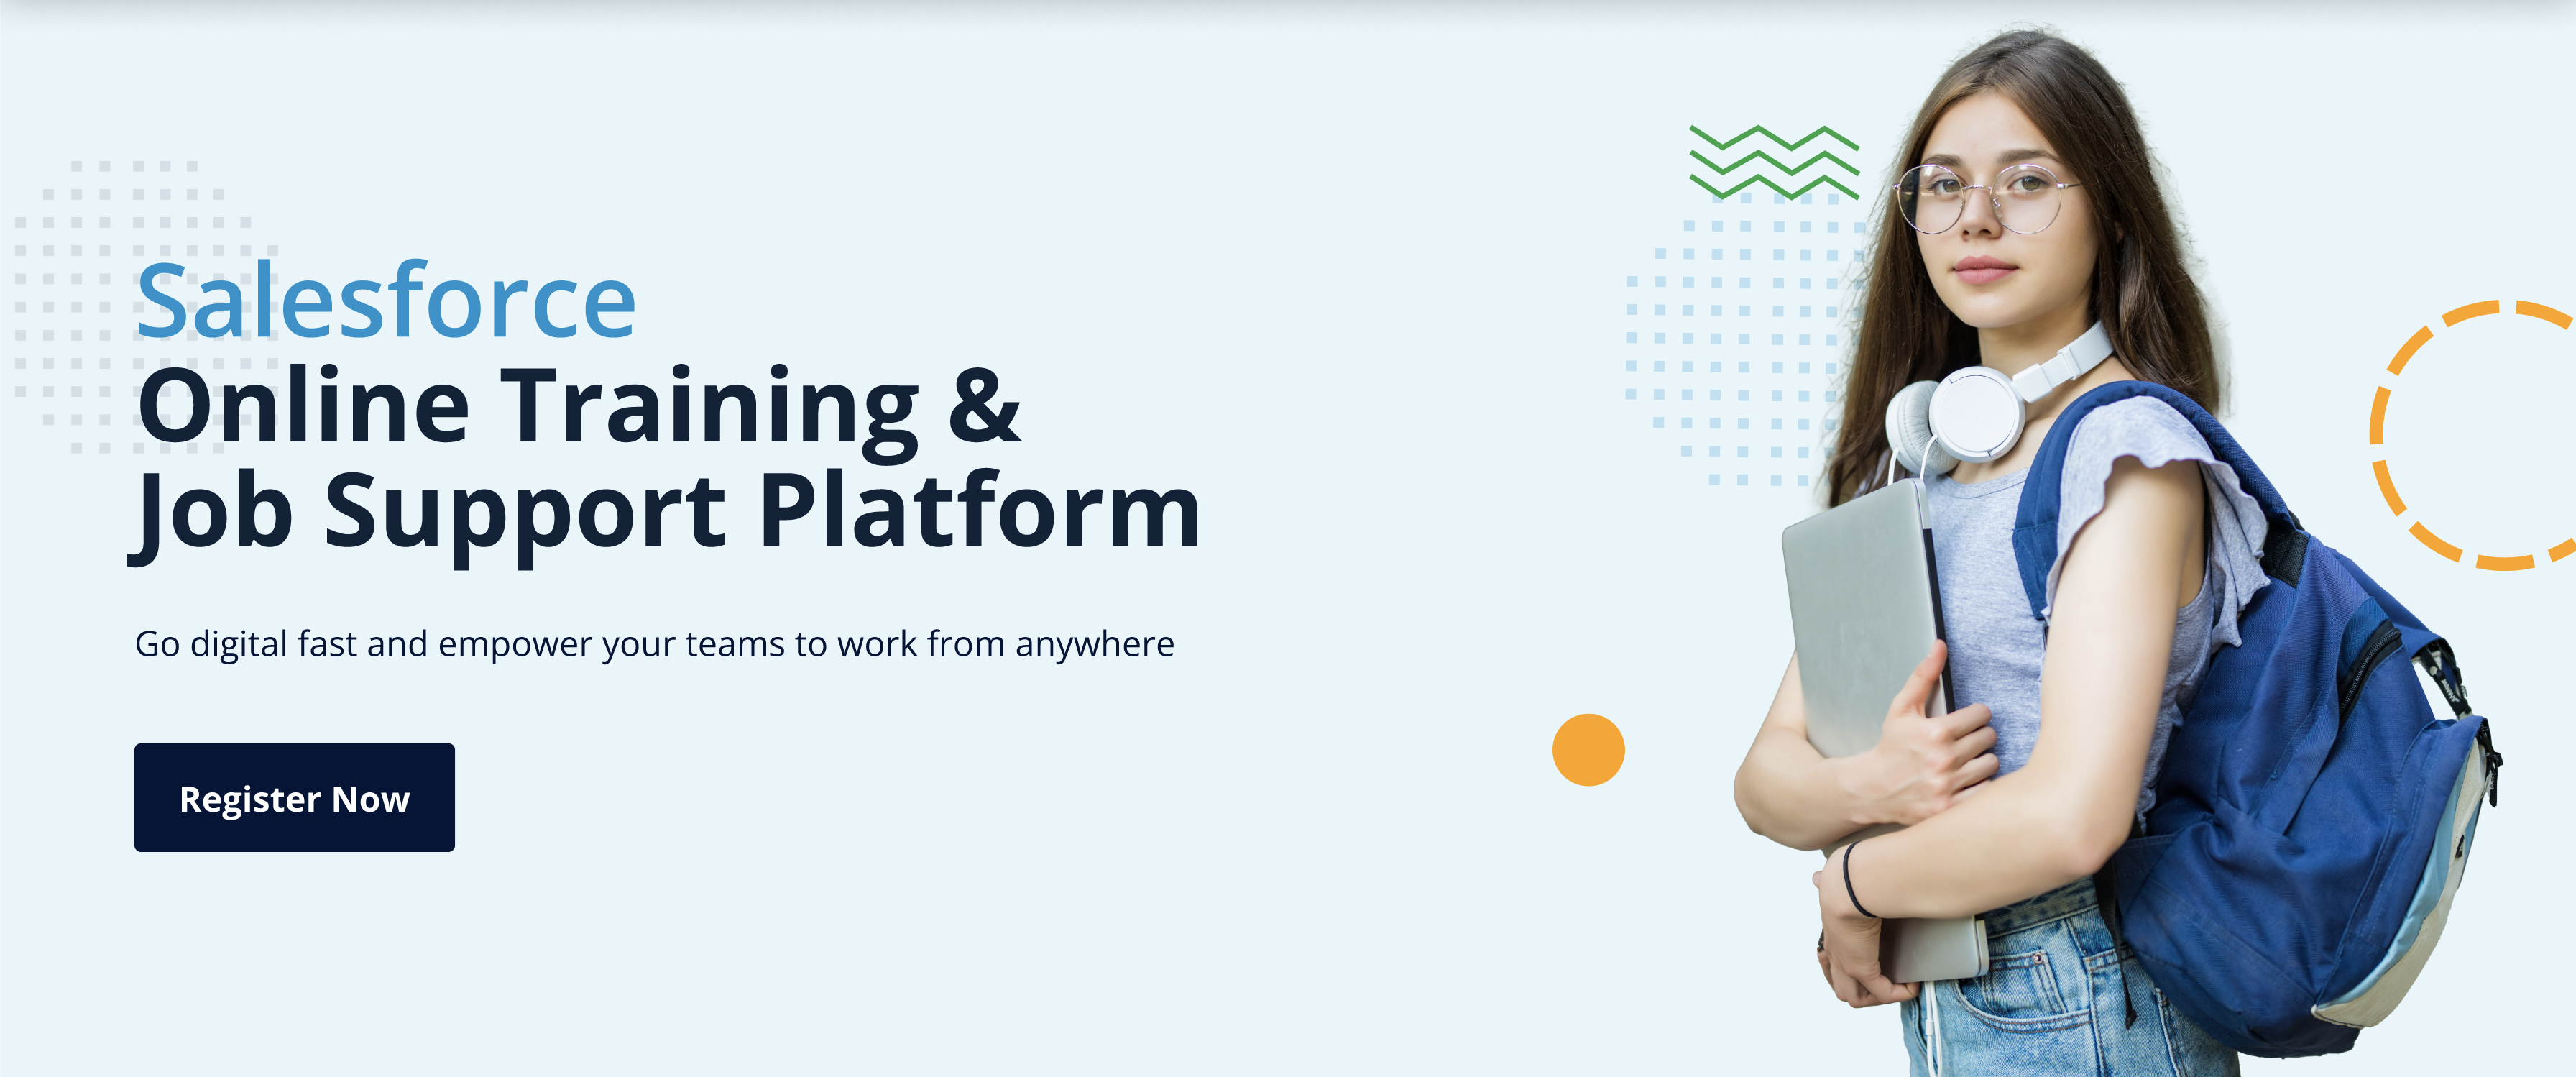 Salesforce
Online Training &
Job Support Platform
Go digital fast and empower your teams to work from anywhere
Register Now